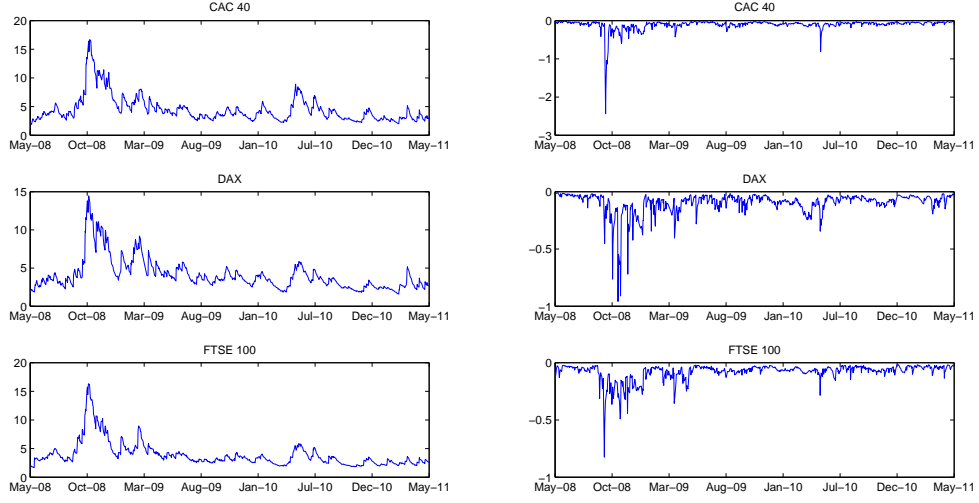 CAC 40
20
15
10
5
0
May−08 Oct−08 Mar−09 Aug−09 Jan−10 Jul−10 Dec−10 May−11
CAC 40
0
−1
−2
−3
May−08 Oct−08 Mar−09 Aug−09 Jan−10 Jul−10 Dec−10 May−11
DAX
15
10
5
0
May−08 Oct−08 Mar−09 Aug−09 Jan−10 Jul−10 Dec−10 May−11
DAX
0
−0.5
−1
May−08 Oct−08 Mar−09 Aug−09 Jan−10 Jul−10 Dec−10 May−11
FTSE 100
20
15
10
5
0
May−08 Oct−08 Mar−09 Aug−09 Jan−10 Jul−10 Dec−10 May−11
FTSE 100
0
−0.5
−1
May−08 Oct−08 Mar−09 Aug−09 Jan−10 Jul−10 Dec−10 May−11